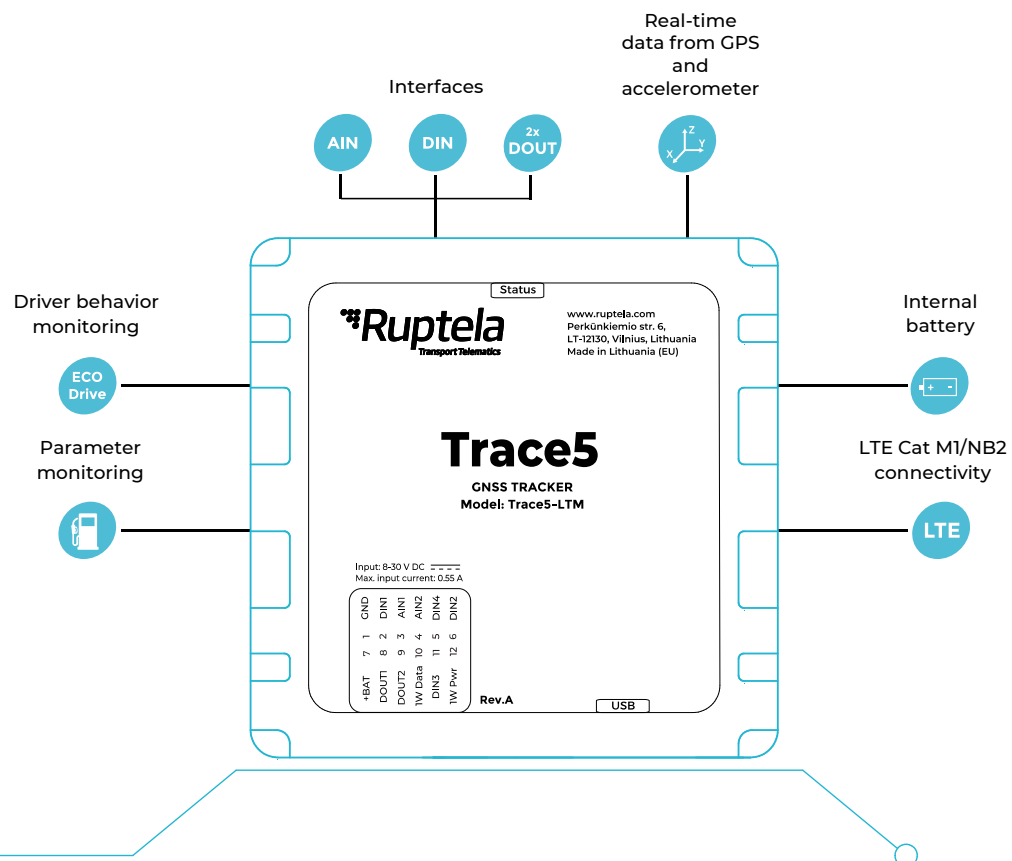 Real-time
data from GPS
and
accelerometer
Interfaces
AIN
DIN
2x
DOUT
Z
X
Y
Driver behavior
monitoring
ECO
Drive
Parameter
monitoring
Internal
battery
+ -
LTE Cat M1/NB2
connectivity
LTE
Status
Ruptela
Transport Telematics
www.ruptela.com
Perkūnkiemio str. 6,
LT-12130, Vilnius, Lithuania
Made in Lithuania (EU)
Trace5
GNSS TRACKER
Model: Trace5-LTM
Input: 8-30 V DC
Max. input current: 0.55 A
GND DIN1 AIN1 AIN2 DIN4 DIN2
1 2 3 4 5 6
7 8 9 10 11 12
+BAT DOUT1 DOUT2 1W Data DIN3 1W Pwr
Rev.A
USB